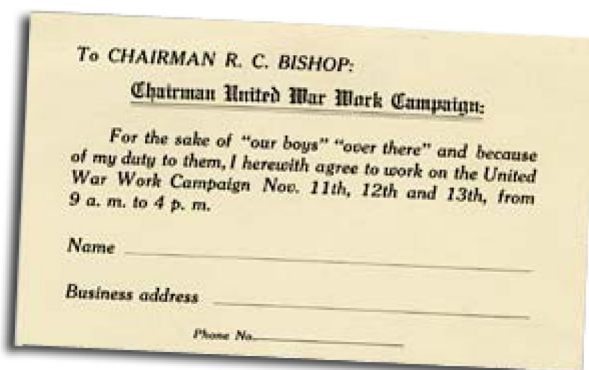 To CHAIRMAN R. C. BISHOP:
Chairman United War Work Campaign:
For the sake of "our boys" "over there" and because
of my duty to them, I herewith agree to work on the United
War Work Campaign Nov. 11th, 12th and 13th, from
9 a. m. to 4 p. m.
Name
Business address
Phone No.